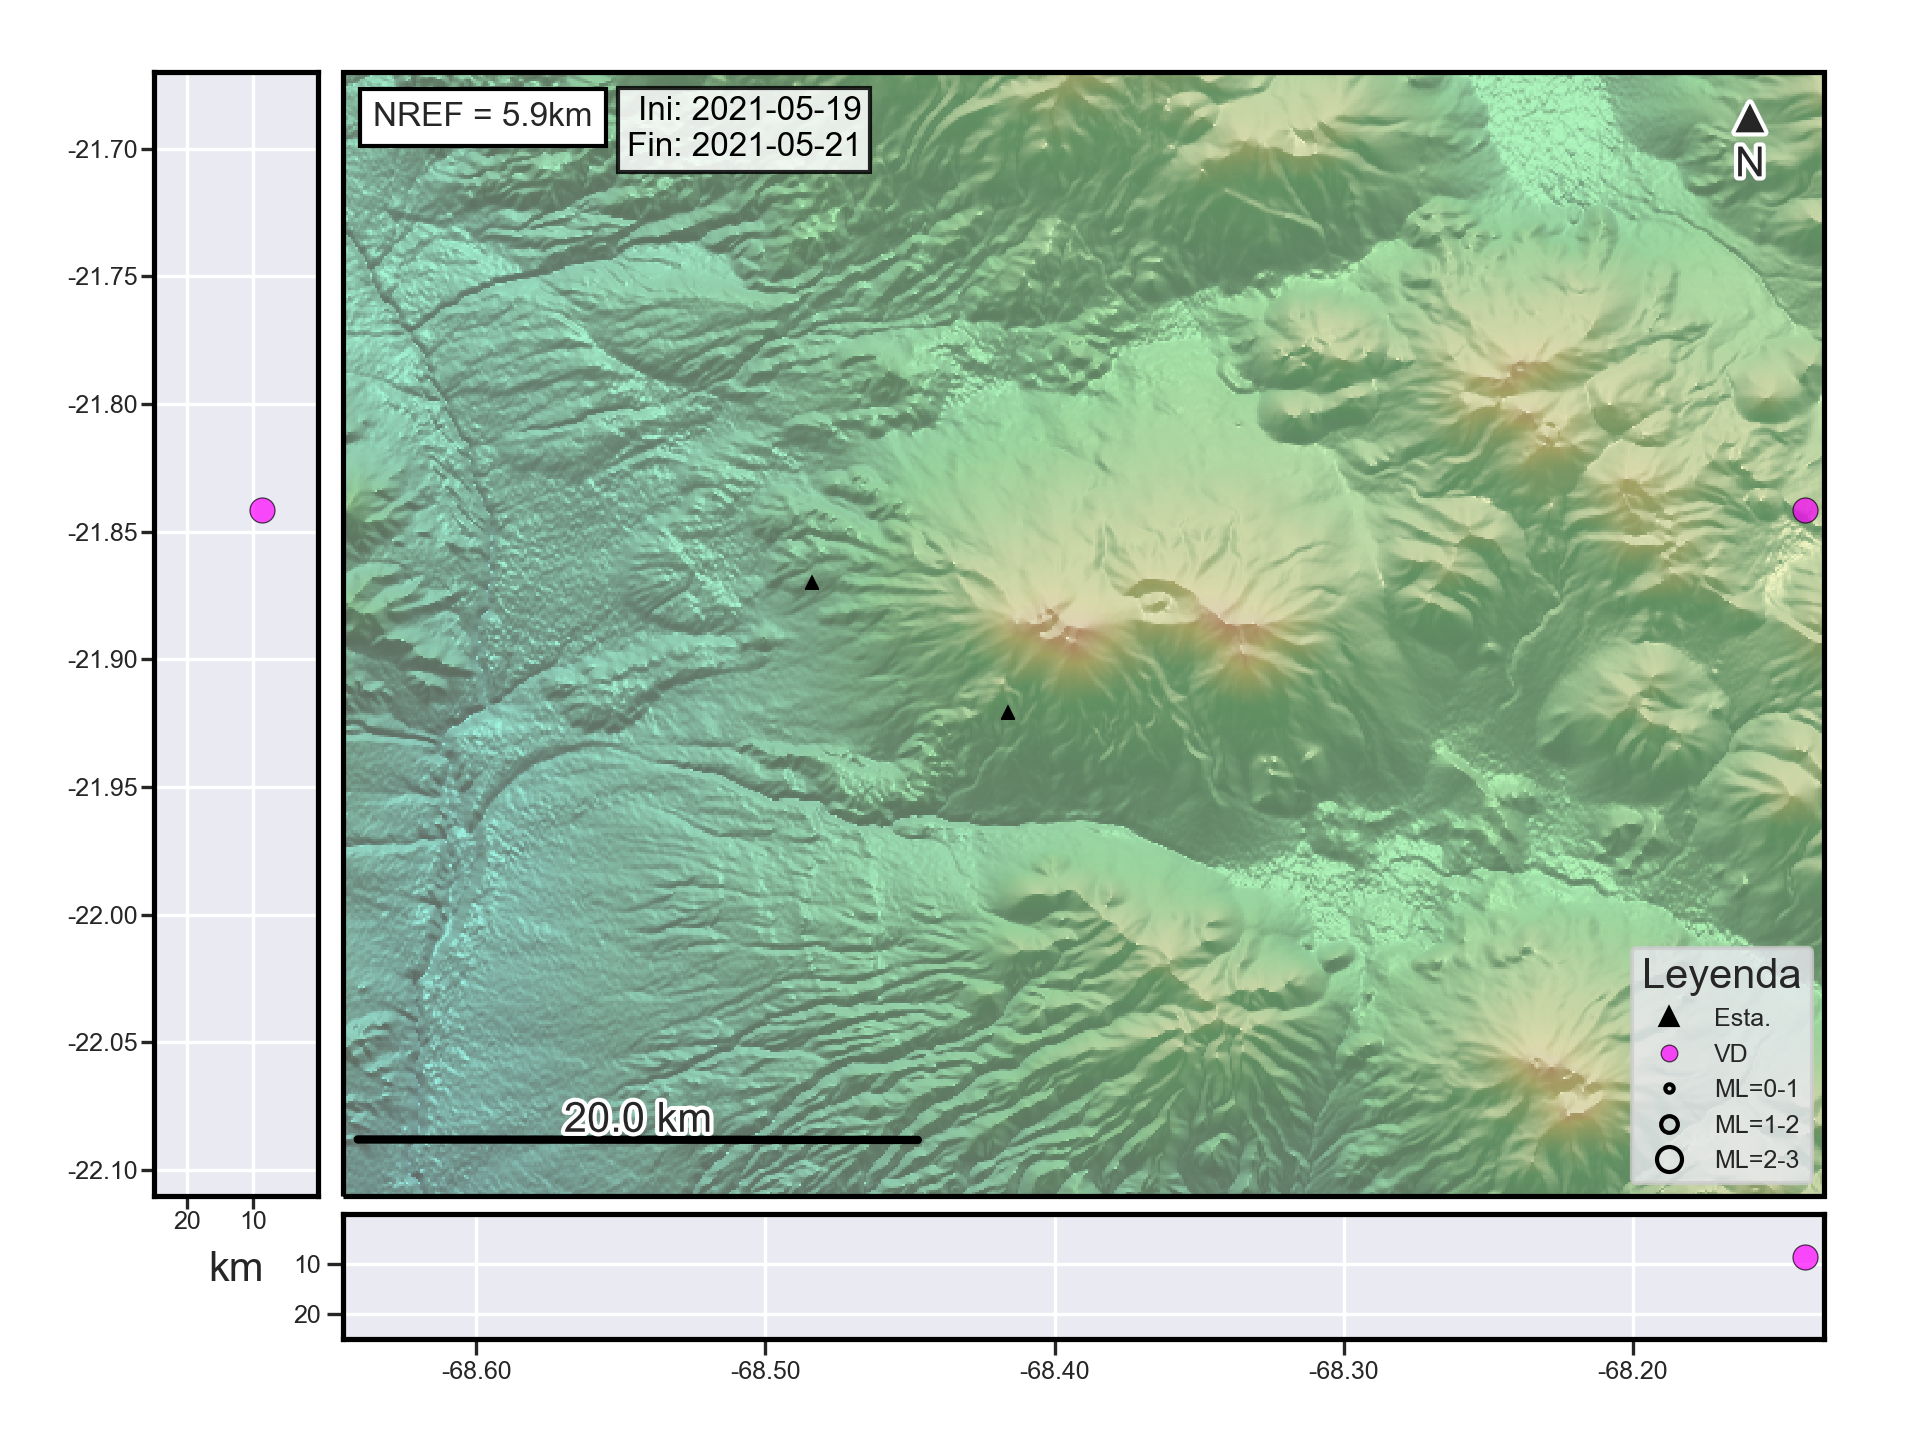 NREF = 5.9km
Ini: 2021-05-19
Fin: 2021-05-21
N
-21.70
-21.75
-21.80
-21.85
-21.90
-21.95
-22.00
-22.05
-22.10
20 10
20.0 km
Leyenda
Esta.
VD
ML=0-1
ML=1-2
ML=2-3
km
10
20
-68.60 -68.50 -68.40 -68.30 -68.20